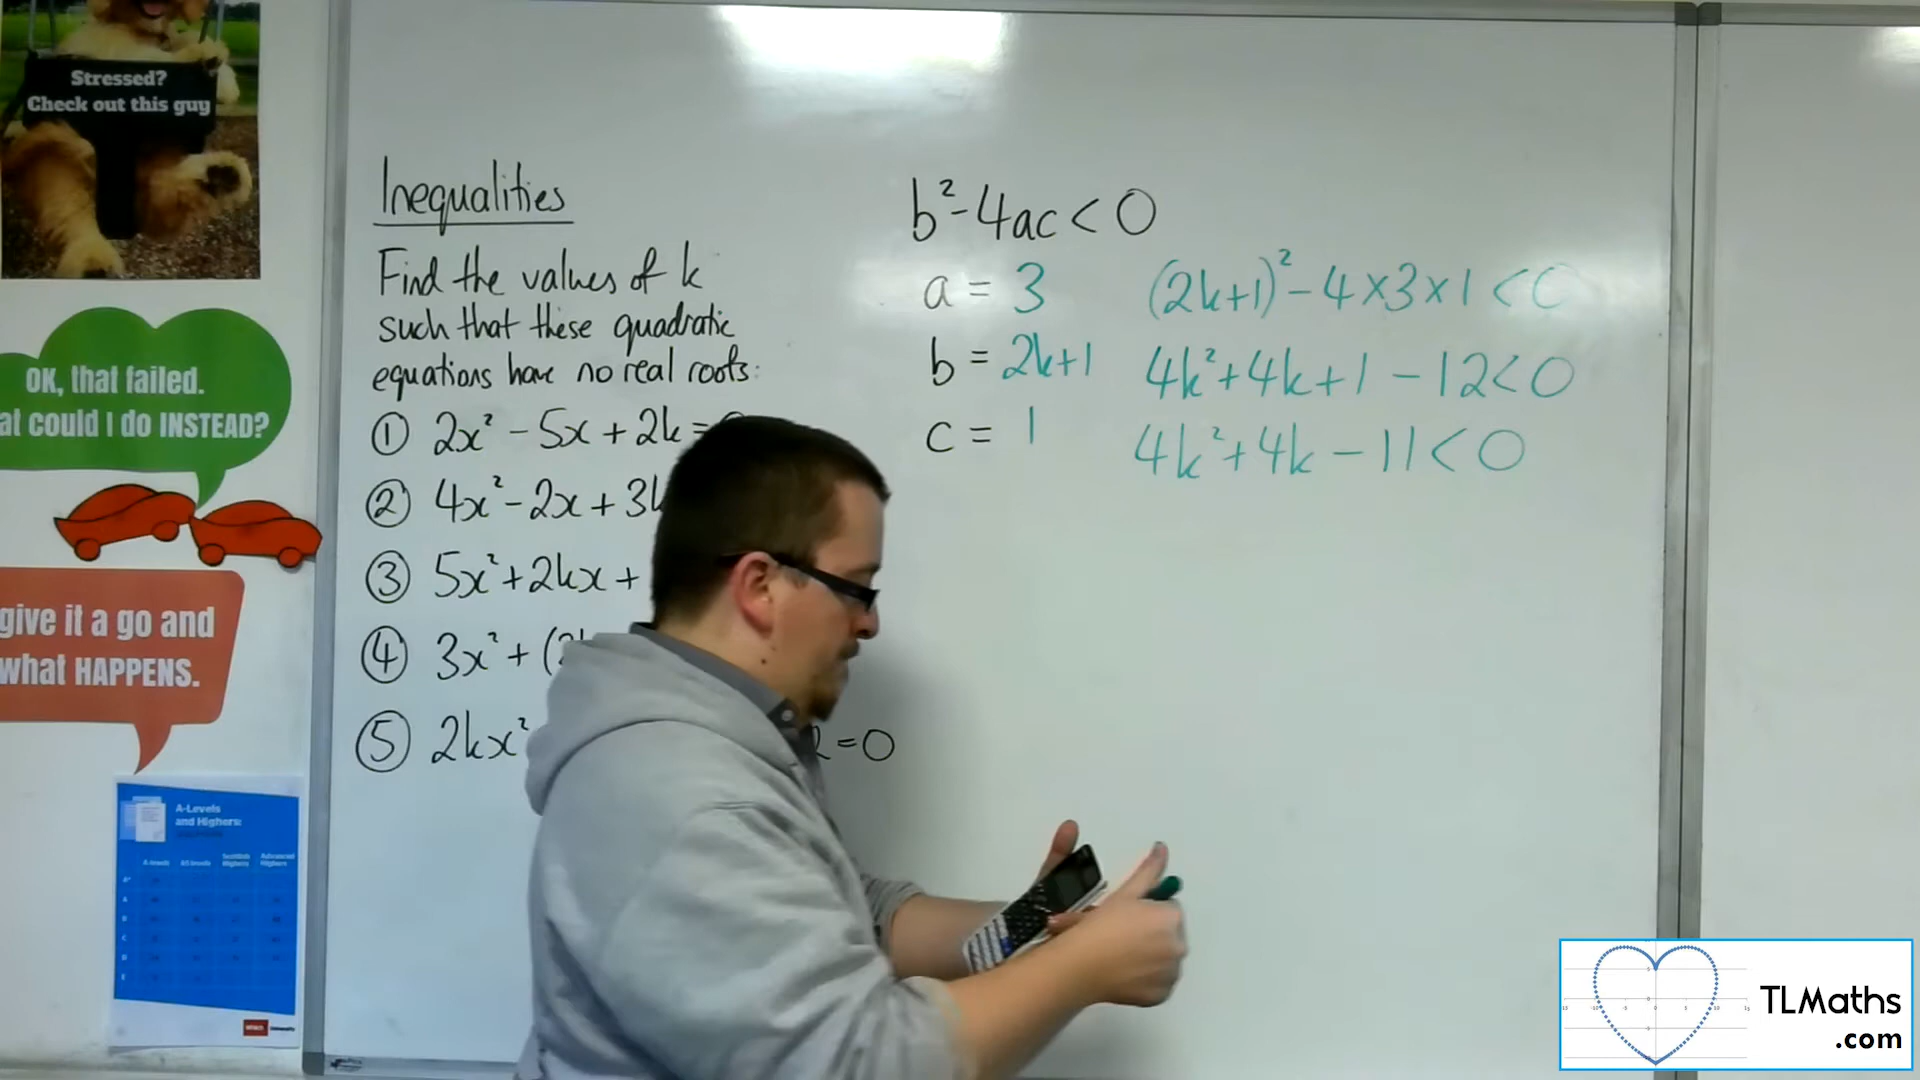 Stressed?
Check out this guy
OK, that failed.
at could I do INSTEAD?
give it a go and
what HAPPENS.
A-Levels
and Highers:
Inequalities
Find the values of k
such that these quadratic
equations have no real roots:
① 2x² - 5x + 2k =
② 4x² - 2x + 3k
③ 5x² + 2kx +
④ 3x² + (2k
⑤ 2kx² 2 = 0
b² - 4ac < 0
a = 3
b = 2k+1
c = 1
(2k+1)² - 4×3×1 < 0
4k² + 4k + 1 - 12 < 0
4k² + 4k - 11 < 0
TLMaths
.com